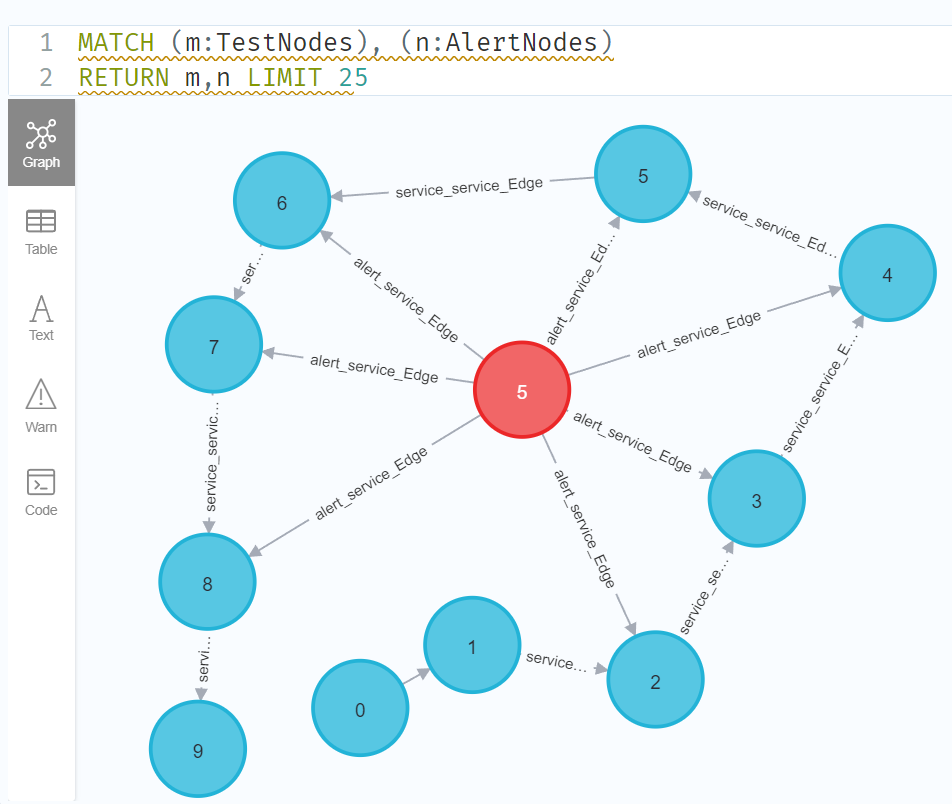 1 MATCH (m:TestNodes), (n:AlertNodes)
2 RETURN m,n LIMIT 25
Graph
Table
Text
Warn
Code
5
service_service_Edge
6
service_service_Ed...
4
ser...
alert_service_Edge
alert_service_Ed...
7
alert_service_Edge
alert_service_Edge
service_service_E...
5
alert_service_Edge
service_servic...
alert_service_Edge
alert_service_Edge
3
8
service_se...
servi...
1
service...
2
0
9